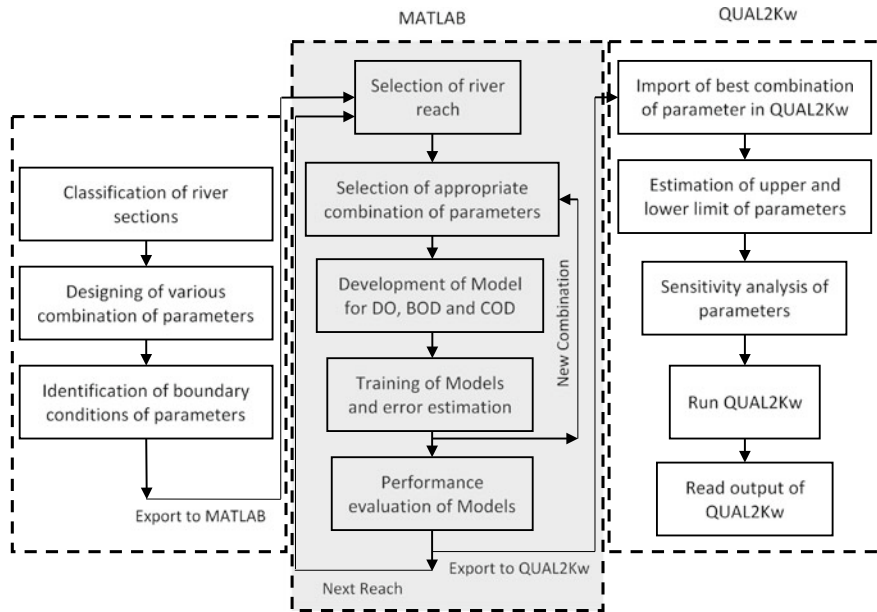 MATLAB
QUAL2Kw
Classification of river
sections
Designing of various
combination of parameters
Identification of boundary
conditions of parameters
Export to MATLAB
Selection of river
reach
Selection of appropriate
combination of parameters
Development of Model
for DO, BOD and COD
Training of Models
and error estimation
New Combination
Performance
evaluation of Models
Next Reach
Export to QUAL2Kw
Import of best combination
of parameter in QUAL2Kw
Estimation of upper and
lower limit of parameters
Sensitivity analysis of
parameters
Run QUAL2Kw
Read output of
QUAL2Kw